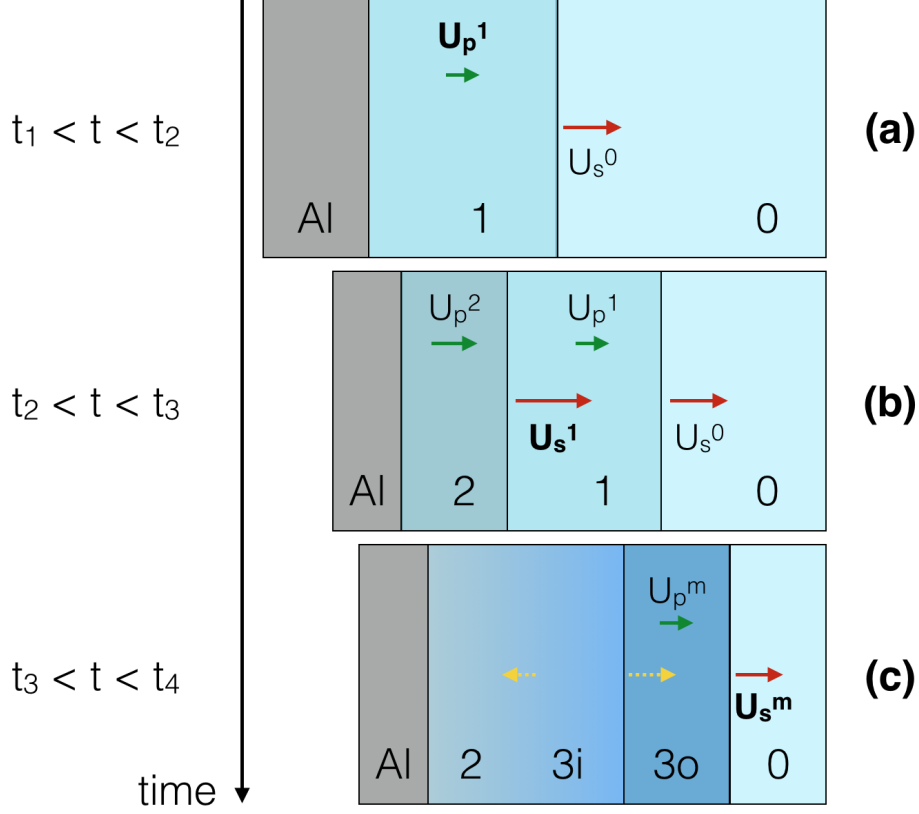 Uₚ¹
t₁ < t < t₂
(a)
Uₛ⁰
Al 1 0
Uₚ² Uₚ¹
t₂ < t < t₃
(b)
Uₛ¹ Uₛ⁰
Al 2 1 0
Uₚᵐ
t₃ < t < t₄
(c)
Uₛᵐ
Al 2 3i 3o 0
time